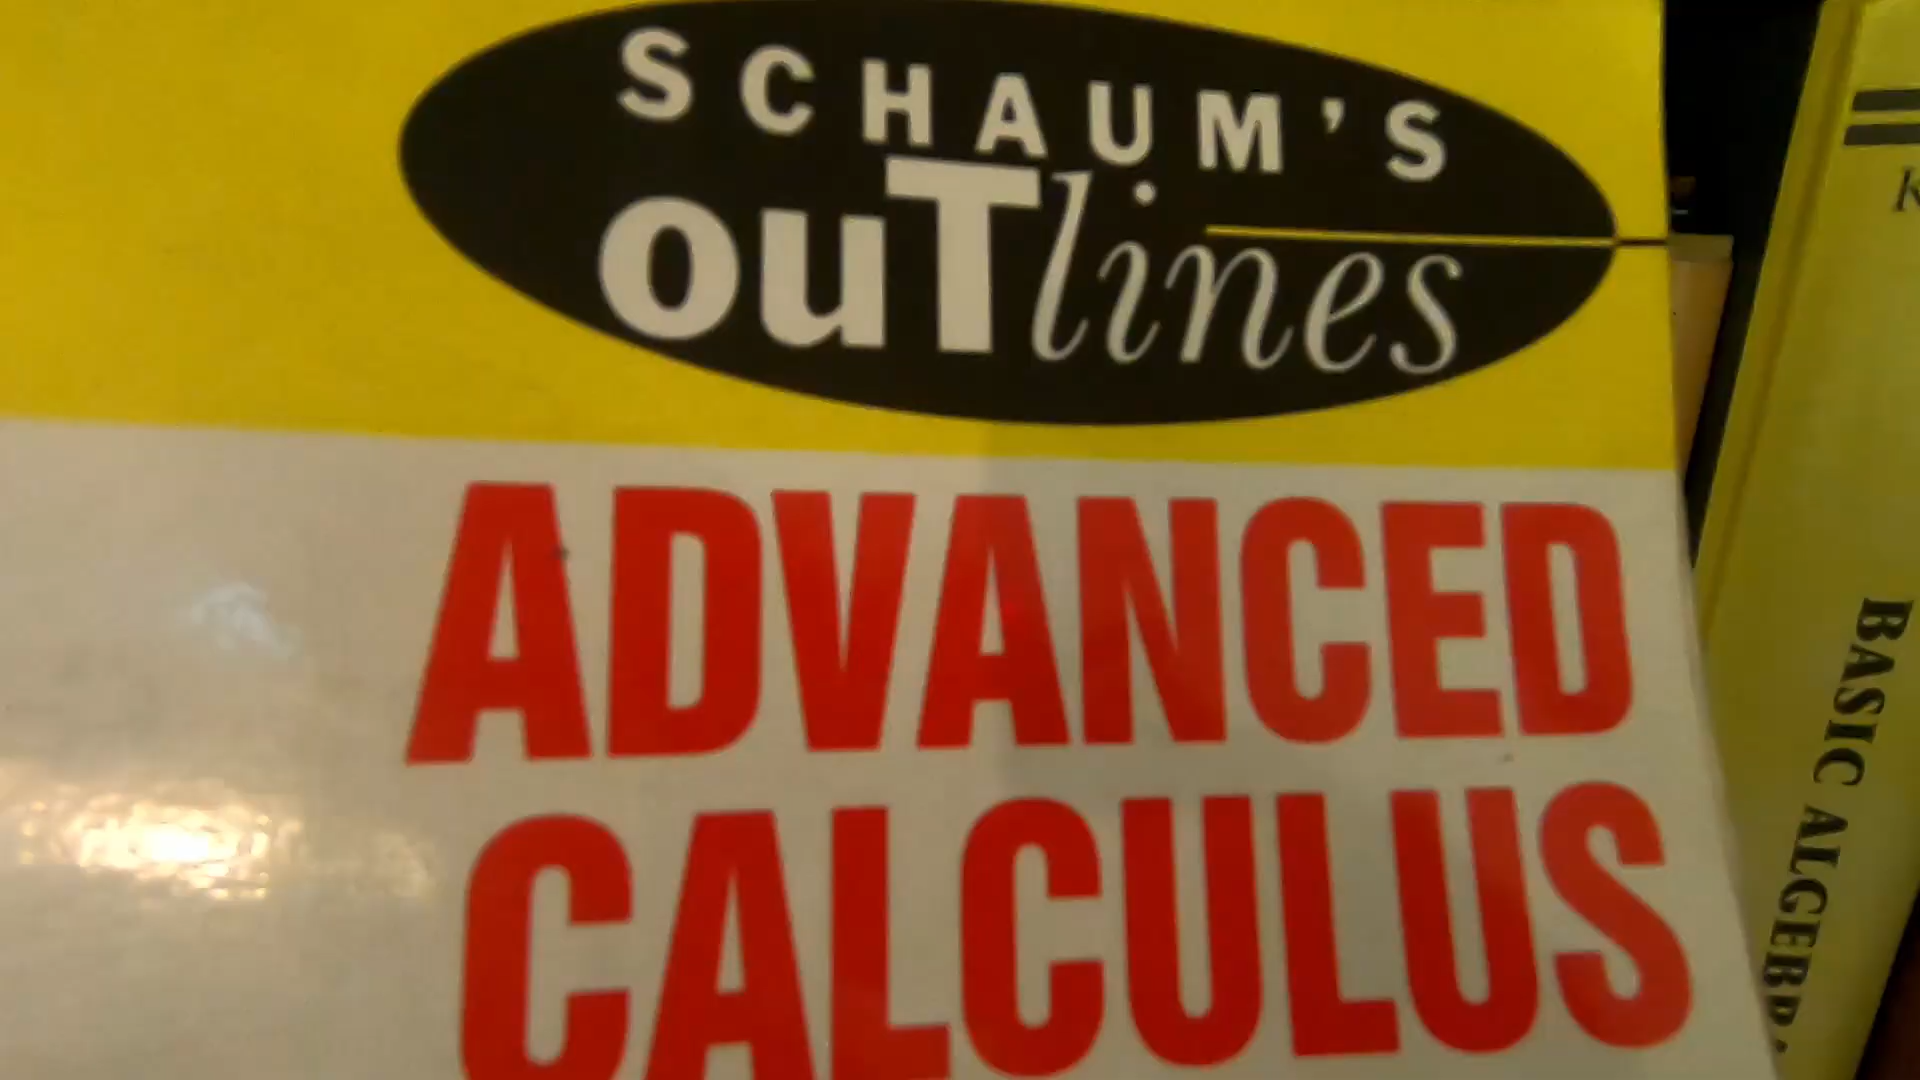 SCHAUM'S
ouTlines
ADVANCED
CALCULUS
BASIC ALGEBRA